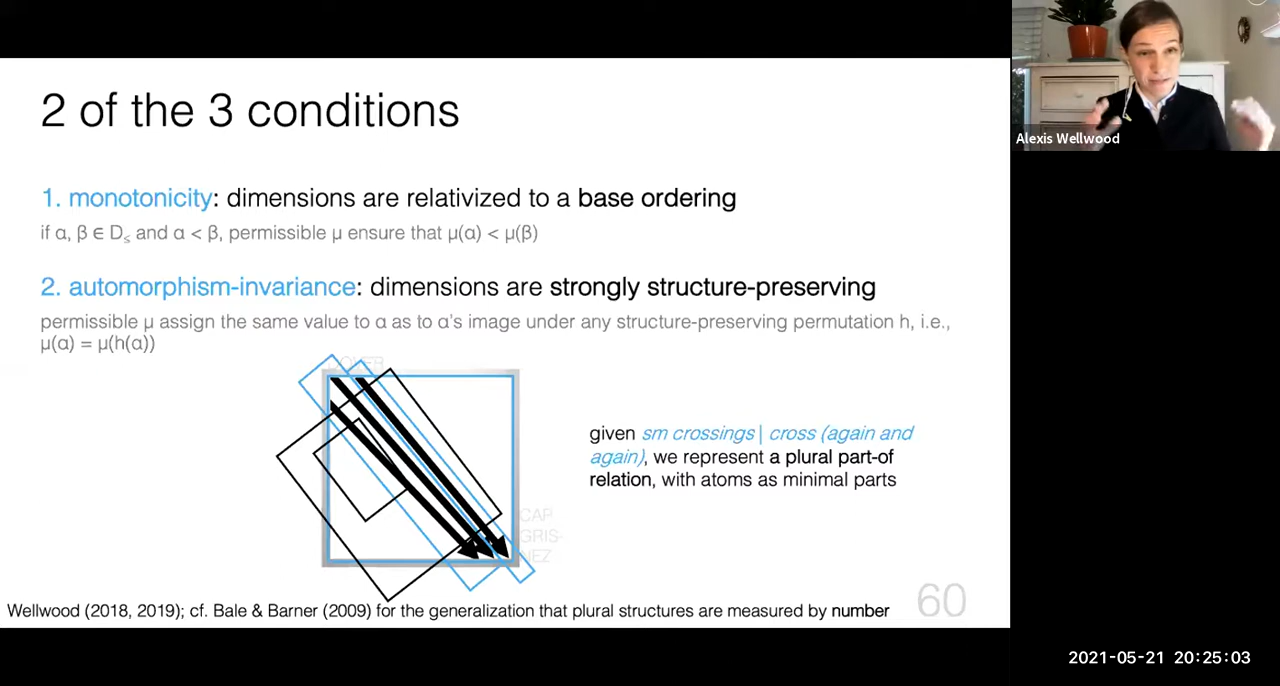 2 of the 3 conditions
1. monotonicity: dimensions are relativized to a base ordering
if α, β ∈ D≤ and α < β, permissible μ ensure that μ(α) < μ(β)
2. automorphism-invariance: dimensions are strongly structure-preserving
permissible μ assign the same value to α as to α's image under any structure-preserving permutation h, i.e.,
μ(α) = μ(h(α))
DOVER
given sm crossings | cross (again and
again), we represent a plural part-of
relation, with atoms as minimal parts
CAP
GRIS-
NEZ
Wellwood (2018, 2019); cf. Bale & Barner (2009) for the generalization that plural structures are measured by number
60
Alexis Wellwood
2021-05-21 20:25:03